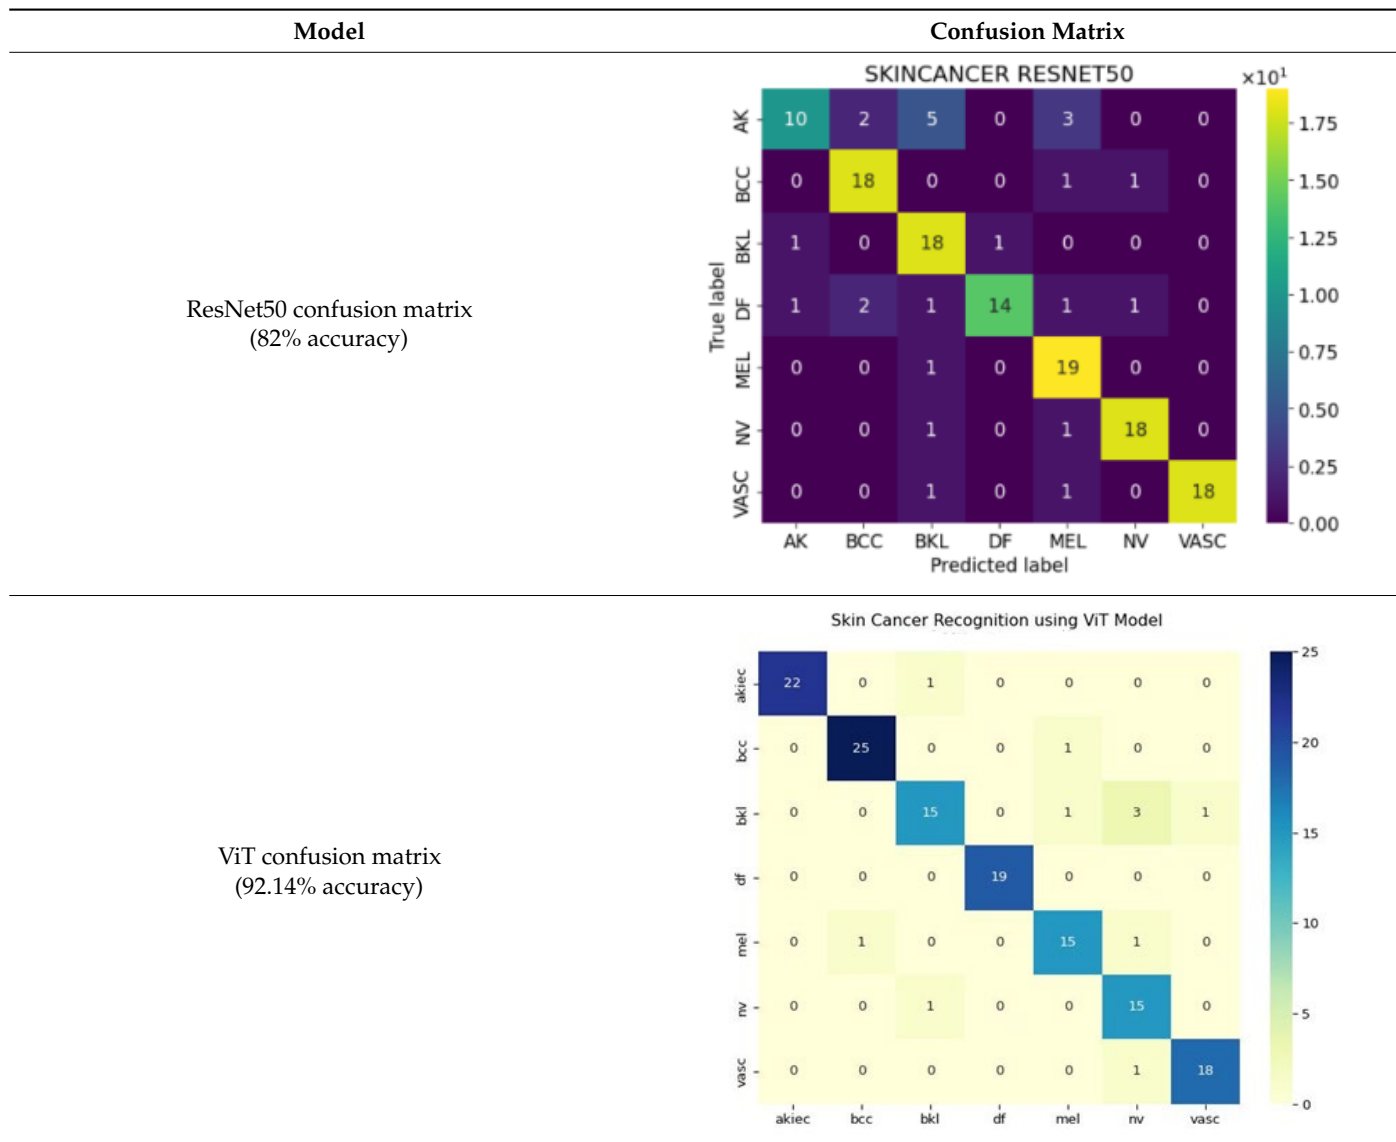 Model Confusion Matrix
SKINCANCER RESNET50 ×10¹
AK 10 2 5 0 3 0 0
BCC 0 18 0 0 1 1 0
BKL 1 0 18 1 0 0 0
DF 1 2 1 14 1 1 0
MEL 0 0 1 0 19 0 0
NV 0 0 1 0 1 18 0
VASC 0 0 1 0 1 0 18
True label
AK BCC BKL DF MEL NV VASC
Predicted label
1.75
1.50
1.25
1.00
0.75
0.50
0.25
0.00
ResNet50 confusion matrix
(82% accuracy)
Skin Cancer Recognition using ViT Model
akiec 22 0 1 0 0 0 0
bcc 0 25 0 0 1 0 0
bkl 0 0 15 0 1 3 1
df 0 0 0 19 0 0 0
mel 0 1 0 0 15 1 0
nv 0 0 1 0 0 15 0
vasc 0 0 0 0 0 1 18
akiec bcc bkl df mel nv vasc
25
20
15
10
5
0
ViT confusion matrix
(92.14% accuracy)